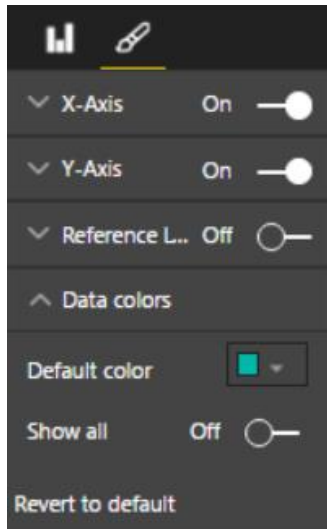 X-Axis On
Y-Axis On
Reference L... Off
Data colors
Default color
Show all Off
Revert to default